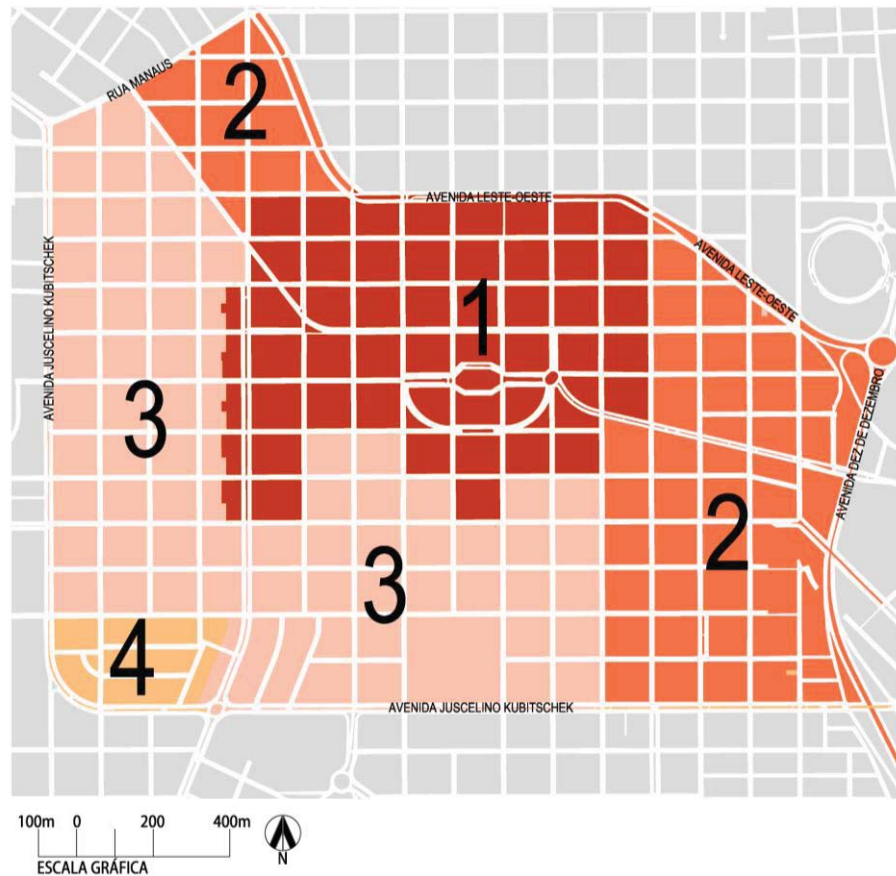 RUA MANAUS
2
AVENIDA LESTE-OESTE
AVENIDA LESTE-OESTE
1
AVENIDA JUSCELINO KUBITSCHEK
3
AVENIDA DEZ DE DEZEMBRO
2
3
4
AVENIDA JUSCELINO KUBITSCHEK
100m 0 200 400m
ESCALA GRÁFICA
N